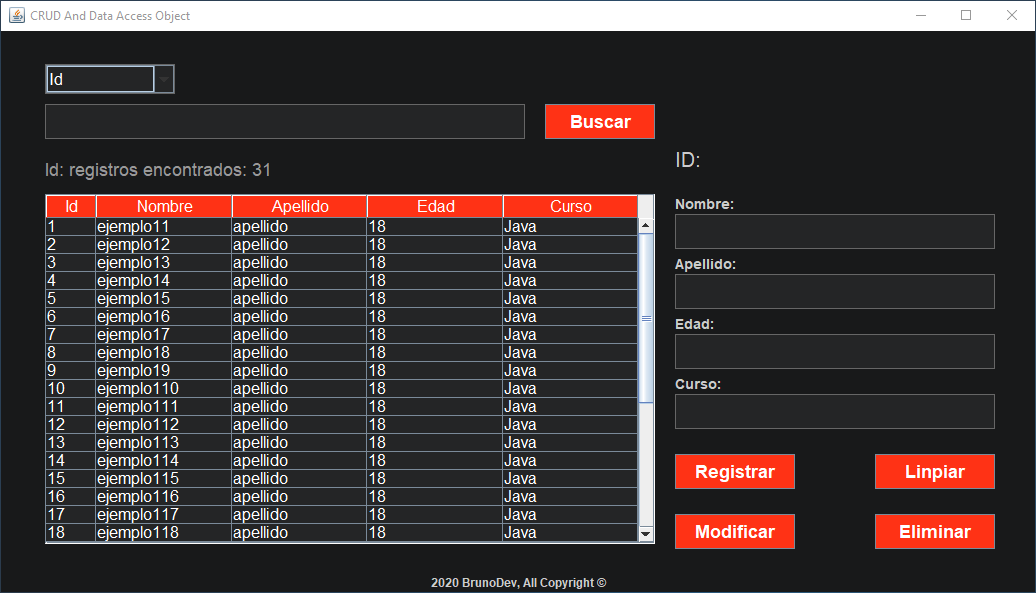 CRUD And Data Access Object
Id
Buscar
Id: registros encontrados: 31
Id Nombre Apellido Edad Curso
1 ejemplo11 apellido 18 Java
2 ejemplo12 apellido 18 Java
3 ejemplo13 apellido 18 Java
4 ejemplo14 apellido 18 Java
5 ejemplo15 apellido 18 Java
6 ejemplo16 apellido 18 Java
7 ejemplo17 apellido 18 Java
8 ejemplo18 apellido 18 Java
9 ejemplo19 apellido 18 Java
10 ejemplo110 apellido 18 Java
11 ejemplo111 apellido 18 Java
12 ejemplo112 apellido 18 Java
13 ejemplo113 apellido 18 Java
14 ejemplo114 apellido 18 Java
15 ejemplo115 apellido 18 Java
16 ejemplo116 apellido 18 Java
17 ejemplo117 apellido 18 Java
18 ejemplo118 apellido 18 Java
ID:
Nombre:
Apellido:
Edad:
Curso:
Registrar Linpiar
Modificar Eliminar
2020 BrunoDev, All Copyright ©